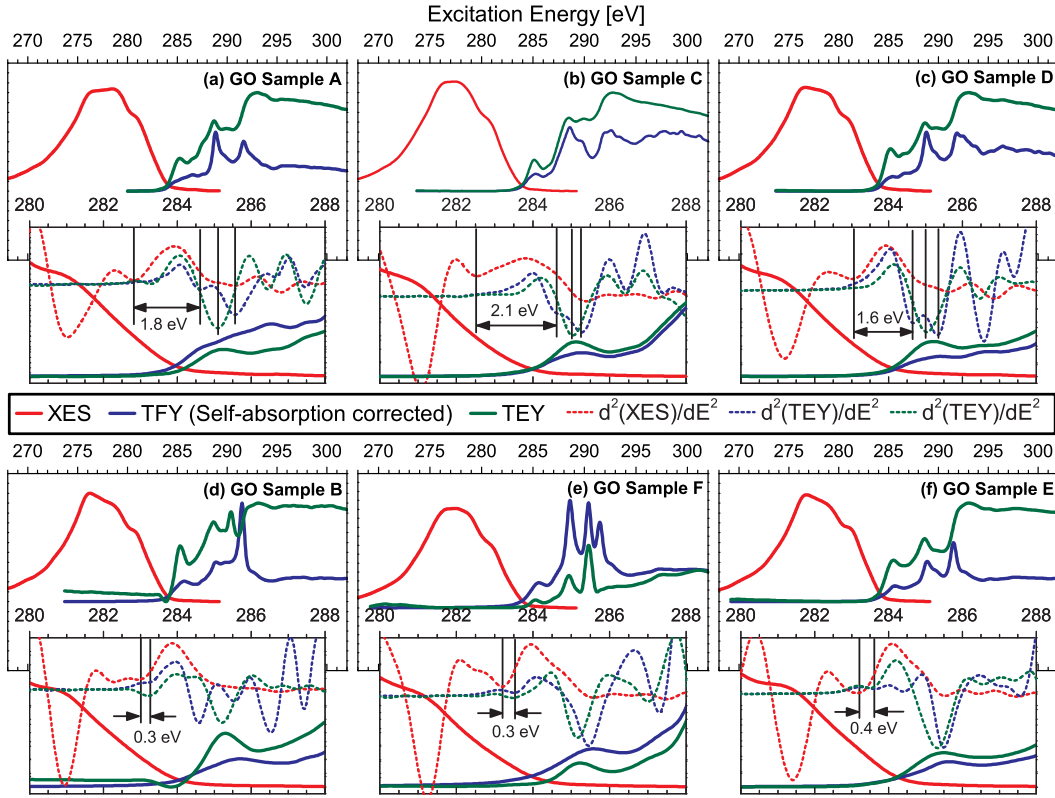 Excitation Energy [eV]
270 275 280 285 290 295 300 270 275 280 285 290 295 300 270 275 280 285 290 295 300
(a) GO Sample A (b) GO Sample C (c) GO Sample D
280 282 284 286 288 280 282 284 286 288 280 282 284 286 288
1.8 eV 2.1 eV 1.6 eV
XES TFY (Self-absorption corrected) TEY d²(XES)/dE² d²(TEY)/dE² d²(TEY)/dE²
270 275 280 285 290 295 300 270 275 280 285 290 295 300 270 275 280 285 290 295 300
(d) GO Sample B (e) GO Sample F (f) GO Sample E
280 282 284 286 288 280 282 284 286 288 280 282 284 286 288
0.3 eV 0.3 eV 0.4 eV